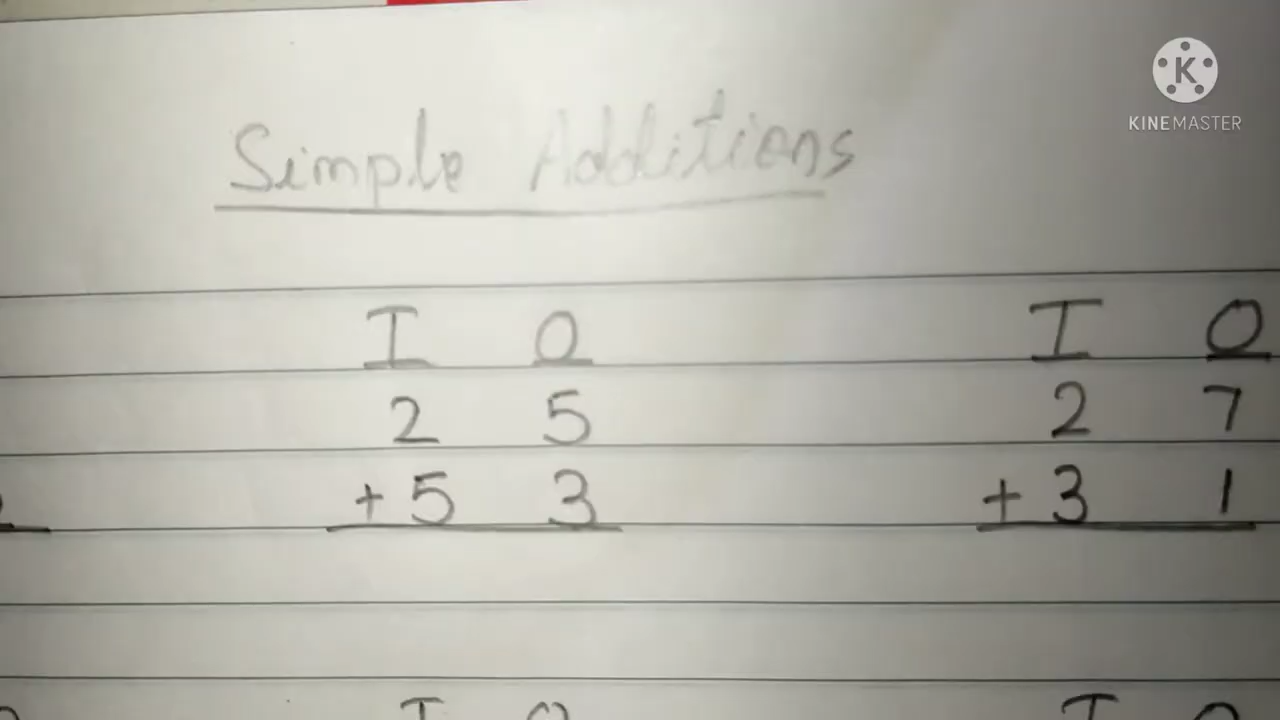 KINEMASTER
Simple Additions
T O T O
2 5 2 7
+ 5 3 + 3 1
T O T O